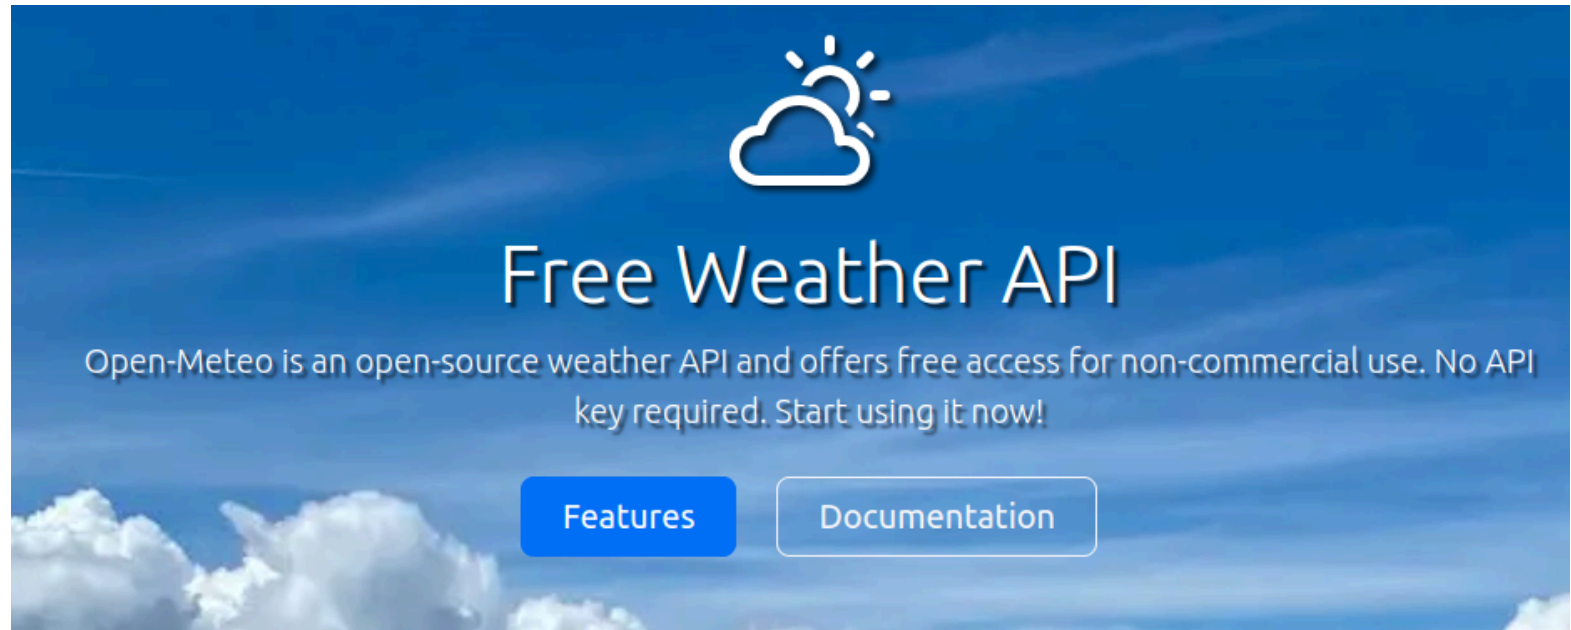 Free Weather API
Open-Meteo is an open-source weather API and offers free access for non-commercial use. No API
key required. Start using it now!
Features
Documentation